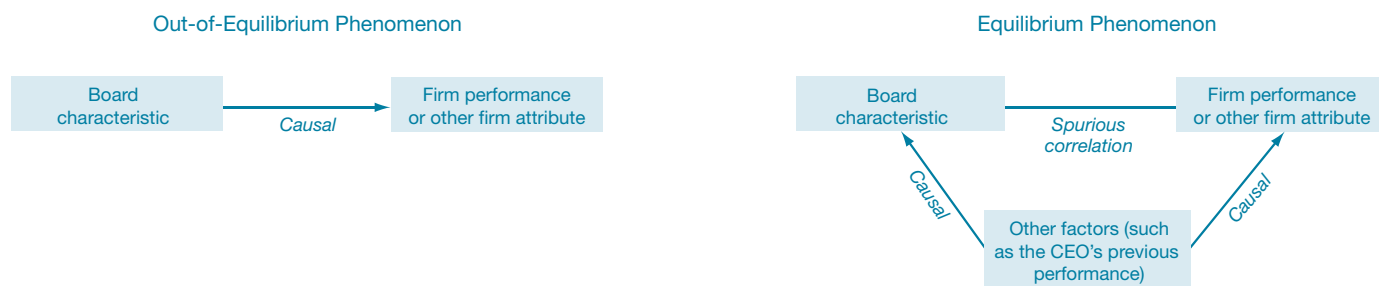 Out-of-Equilibrium Phenomenon
Board
characteristic
Causal
Firm performance
or other firm attribute
Equilibrium Phenomenon
Board
characteristic
Spurious
correlation
Firm performance
or other firm attribute
Causal
Causal
Other factors (such
as the CEO's previous
performance)